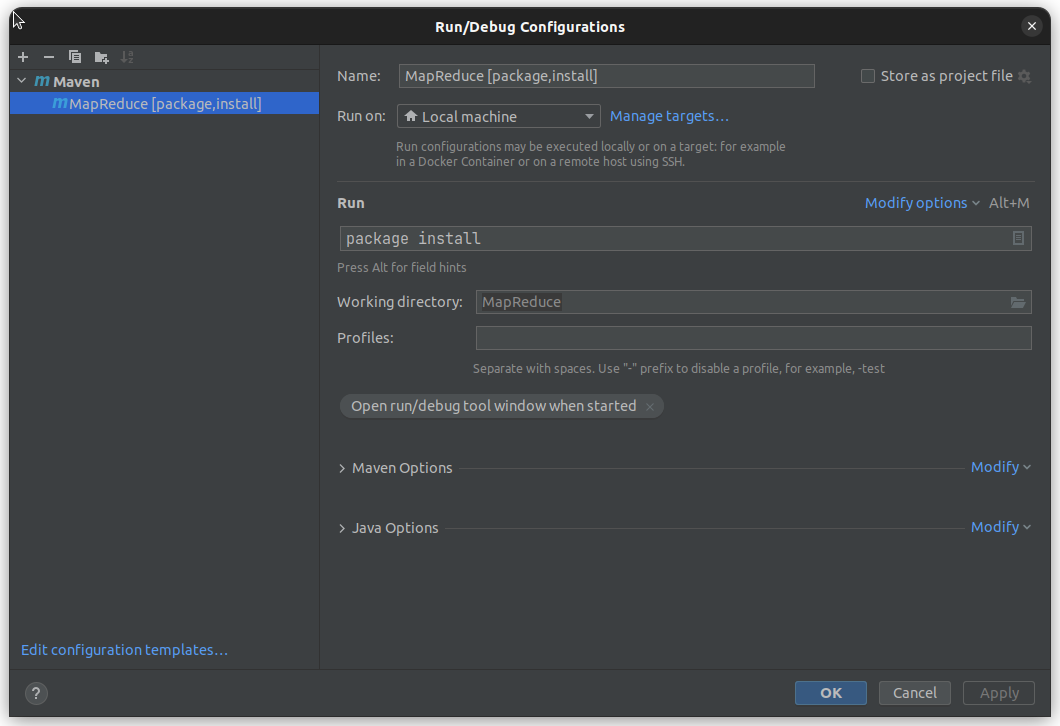 Run/Debug Configurations
Maven
MapReduce [package,install]
Name: MapReduce [package,install] Store as project file
Run on: Local machine Manage targets…
Run configurations may be executed locally or on a target: for example
in a Docker Container or on a remote host using SSH.
Run Modify options Alt+M
package install
Press Alt for field hints
Working directory: MapReduce
Profiles:
Separate with spaces. Use "-" prefix to disable a profile, for example, -test
Open run/debug tool window when started
Maven Options Modify
Java Options Modify
Edit configuration templates…
? OK Cancel Apply